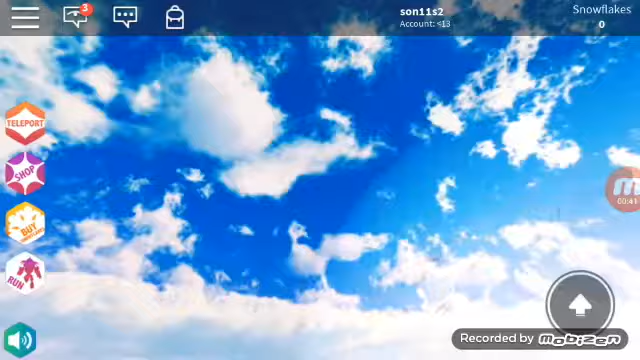 3
son11s2
Account: <13
Snowflakes
0
TELEPORT
SHOP
BUY
RUN
00:41
Recorded by MOBIZEN